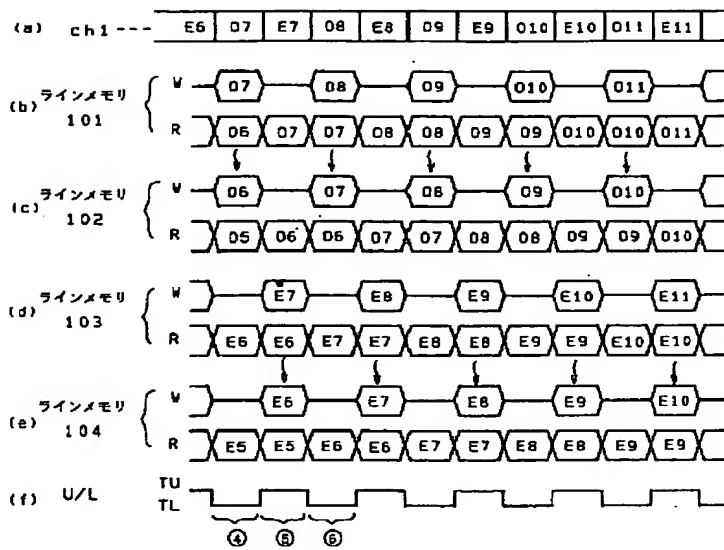 (a) ch1 --- E6 O7 E7 O8 E8 O9 E9 O10 E10 O11 E11
W O7 O8 O9 O10 O11
(b) ラインメモリ
101
R O6 O7 O7 O8 O8 O9 O9 O10 O10 O11
W O6 O7 O8 O9 O10
(c) ラインメモリ
102
R O5 O6 O6 O7 O7 O8 O8 O9 O9 O10
W E7 E8 E9 E10 E11
(d) ラインメモリ
103
R E6 E6 E7 E7 E8 E8 E9 E9 E10 E10
W E6 E7 E8 E9 E10
(e) ラインメモリ
104
R E5 E5 E6 E6 E7 E7 E8 E8 E9 E9
(f) U/L TU
TL
④ ⑤ ⑥